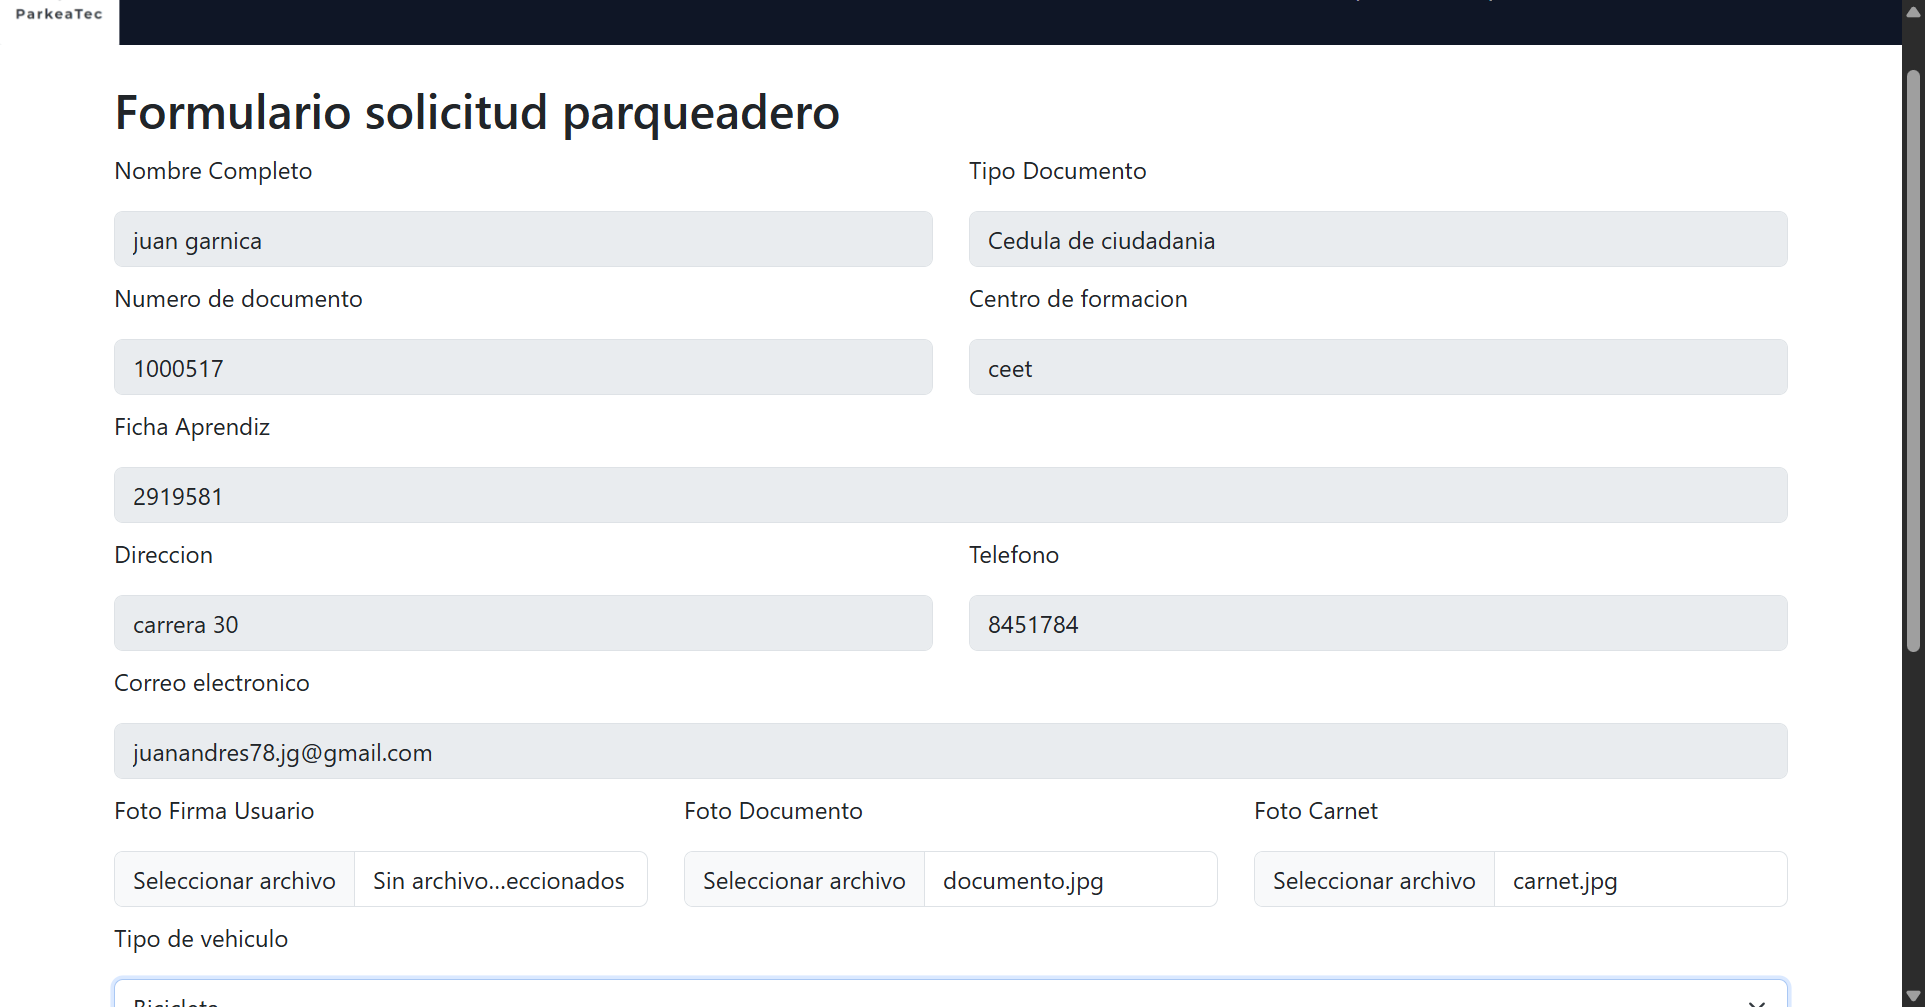 ParkeaTec
Formulario solicitud parqueadero
Nombre Completo
Tipo Documento
juan garnica
Cedula de ciudadania
Numero de documento
Centro de formacion
1000517
ceet
Ficha Aprendiz
2919581
Direccion
Telefono
carrera 30
8451784
Correo electronico
juanandres78.jg@gmail.com
Foto Firma Usuario
Foto Documento
Foto Carnet
Seleccionar archivo Sin archivo...eccionados
Seleccionar archivo documento.jpg
Seleccionar archivo carnet.jpg
Tipo de vehiculo
Bicicleta